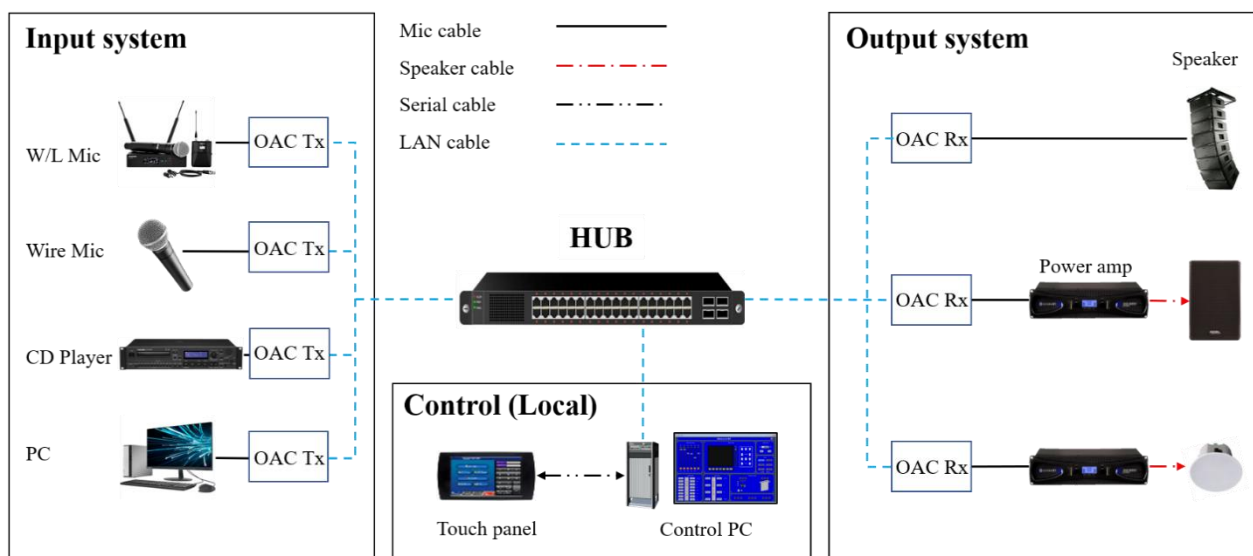 Input system
W/L Mic
OAC Tx
Wire Mic
OAC Tx
CD Player
OAC Tx
PC
OAC Tx
Mic cable
Speaker cable
Serial cable
LAN cable
HUB
Control (Local)
Touch panel
Control PC
Output system
Speaker
OAC Rx
OAC Rx
Power amp
OAC Rx